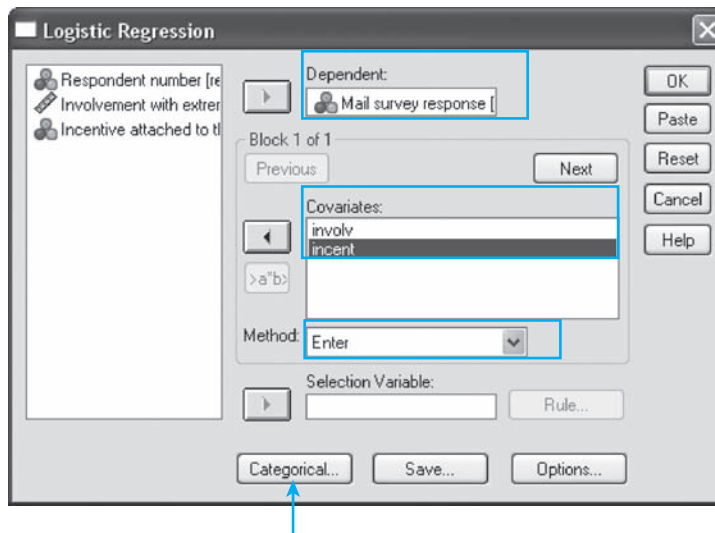 Logistic Regression
Respondent number [re
Involvement with extrer
Incentive attached to tl
Dependent:
Mail survey response [
Block 1 of 1
Previous
Next
Covariates:
involv
incent
>a*b>
Method:
Enter
Selection Variable:
Rule...
Categorical...
Save...
Options...
OK
Paste
Reset
Cancel
Help